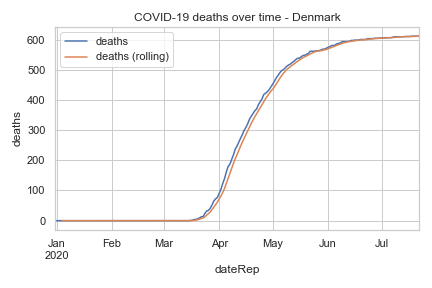 COVID-19 deaths over time - Denmark
deaths
deaths (rolling)
600
500
400
300
200
100
0
deaths
Jan Feb Mar Apr May Jun Jul
2020
dateRep